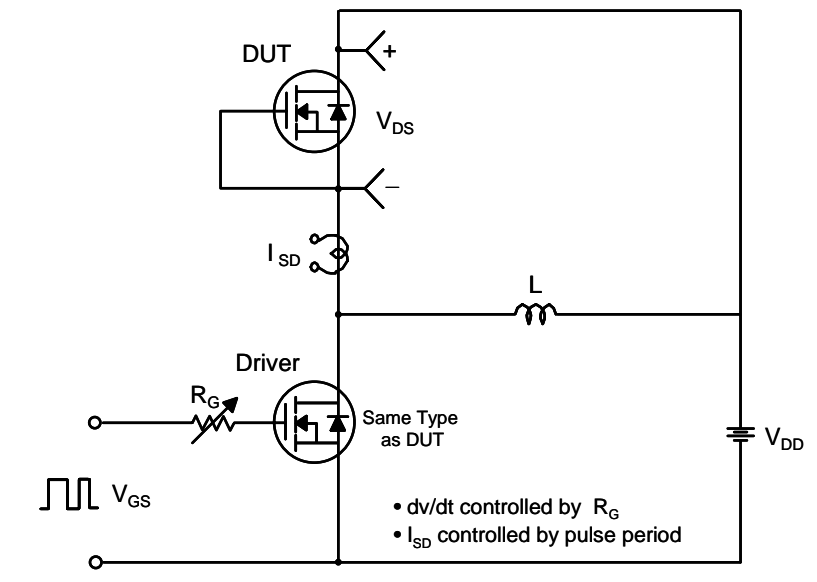 DUT
+
V_DS
−
I_SD
L
Driver
R_G
Same Type
as DUT
V_DD
V_GS
• dv/dt controlled by R_G
• I_SD controlled by pulse period